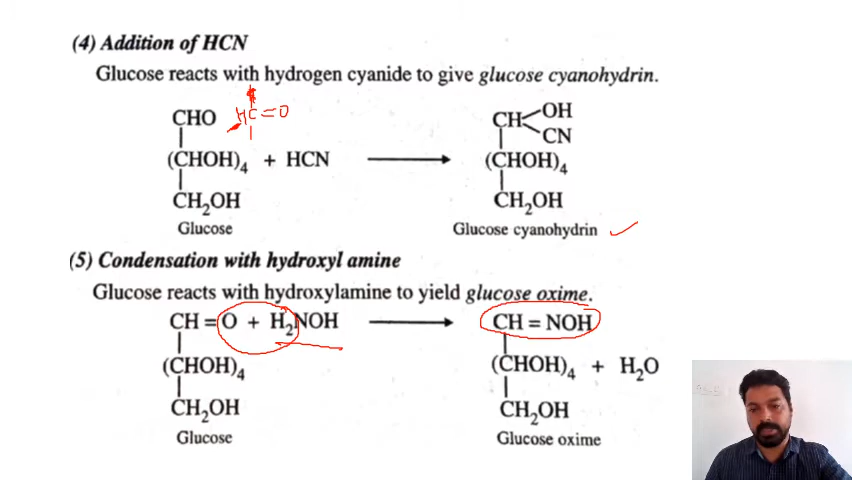 (4) Addition of HCN
Glucose reacts with hydrogen cyanide to give glucose cyanohydrin.
CHO HC=O
(CHOH)4 + HCN
CH2OH
Glucose
CH OH
CN
(CHOH)4
CH2OH
Glucose cyanohydrin
(5) Condensation with hydroxyl amine
Glucose reacts with hydroxylamine to yield glucose oxime.
CH = O + H2NOH
(CHOH)4
CH2OH
Glucose
CH = NOH
(CHOH)4 + H2O
CH2OH
Glucose oxime